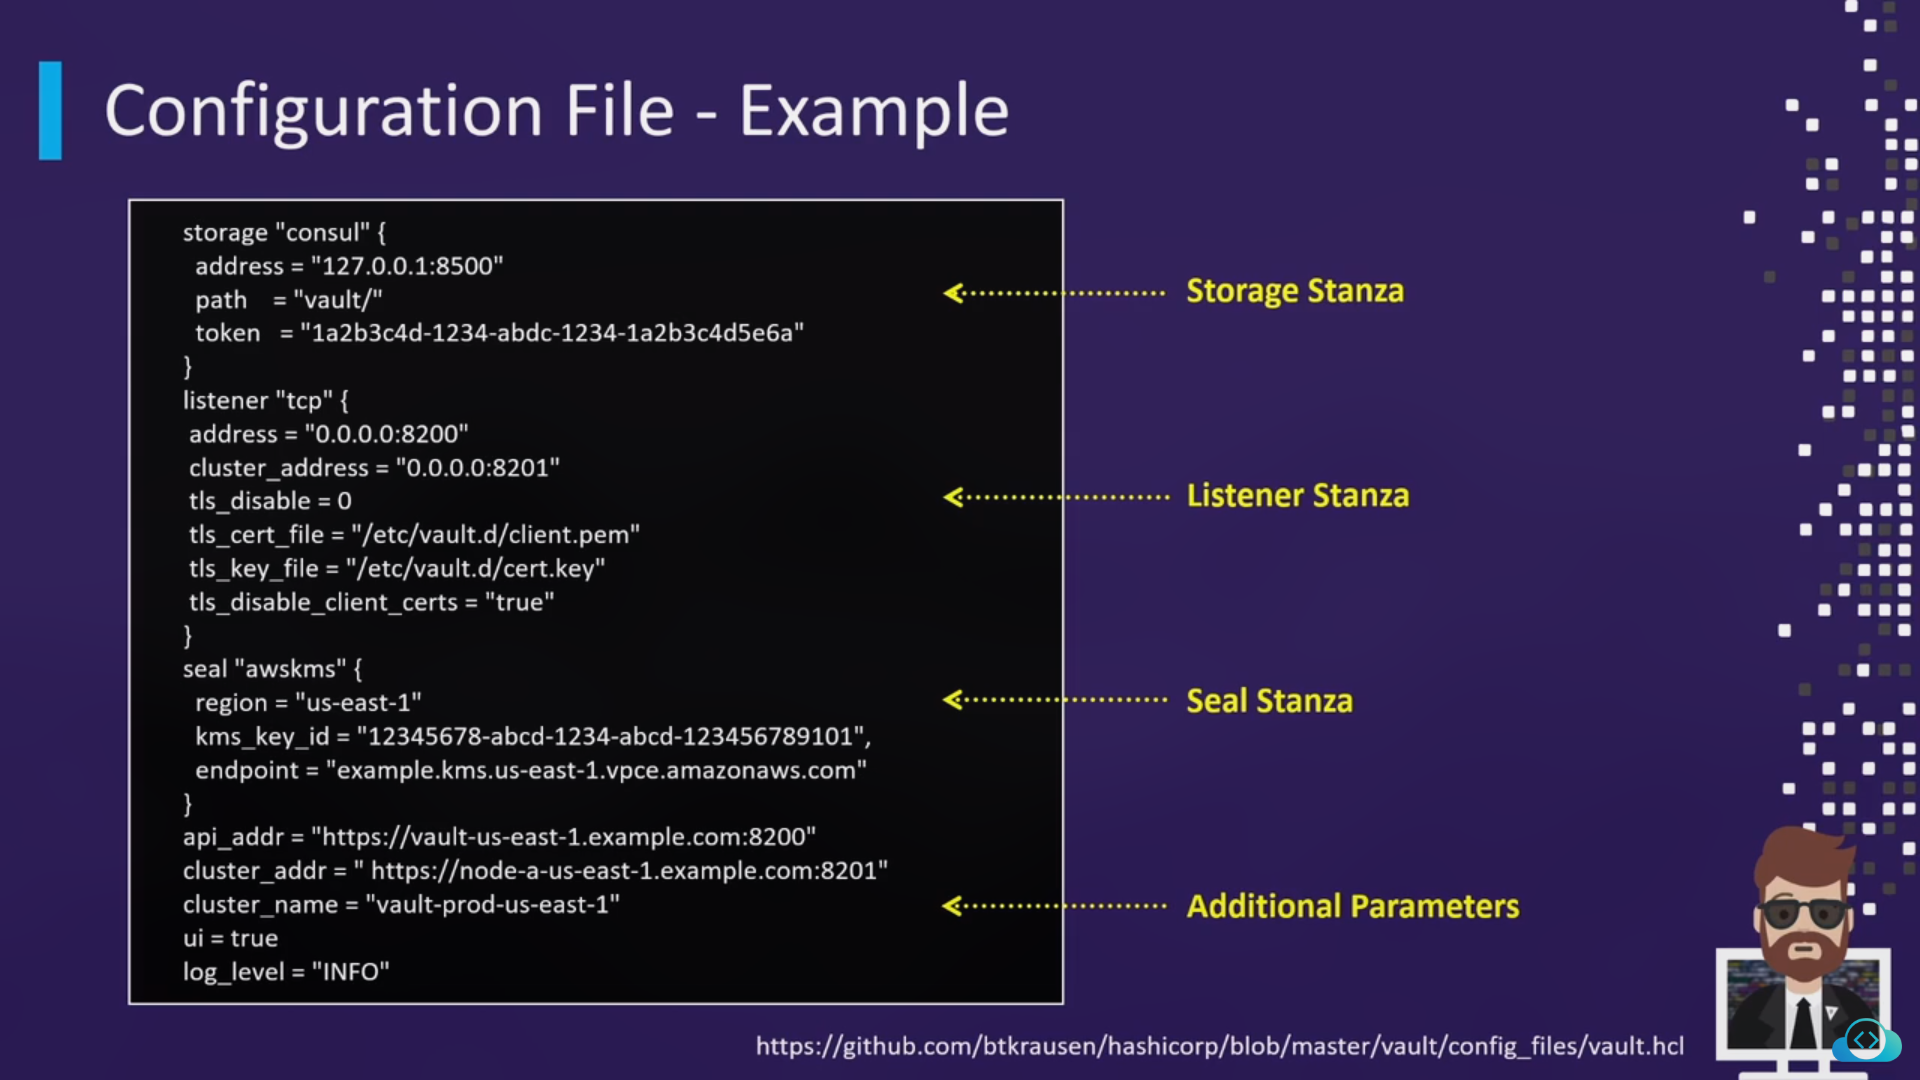 Configuration File - Example
storage "consul" {
address = "127.0.0.1:8500"
path = "vault/"
token = "1a2b3c4d-1234-abdc-1234-1a2b3c4d5e6a"
}
listener "tcp" {
address = "0.0.0.0:8200"
cluster_address = "0.0.0.0:8201"
tls_disable = 0
tls_cert_file = "/etc/vault.d/client.pem"
tls_key_file = "/etc/vault.d/cert.key"
tls_disable_client_certs = "true"
}
seal "awskms" {
region = "us-east-1"
kms_key_id = "12345678-abcd-1234-abcd-123456789101",
endpoint = "example.kms.us-east-1.vpce.amazonaws.com"
}
api_addr = "https://vault-us-east-1.example.com:8200"
cluster_addr = " https://node-a-us-east-1.example.com:8201"
cluster_name = "vault-prod-us-east-1"
ui = true
log_level = "INFO"
Storage Stanza
Listener Stanza
Seal Stanza
Additional Parameters
https://github.com/btkrausen/hashicorp/blob/master/vault/config_files/vault.hcl